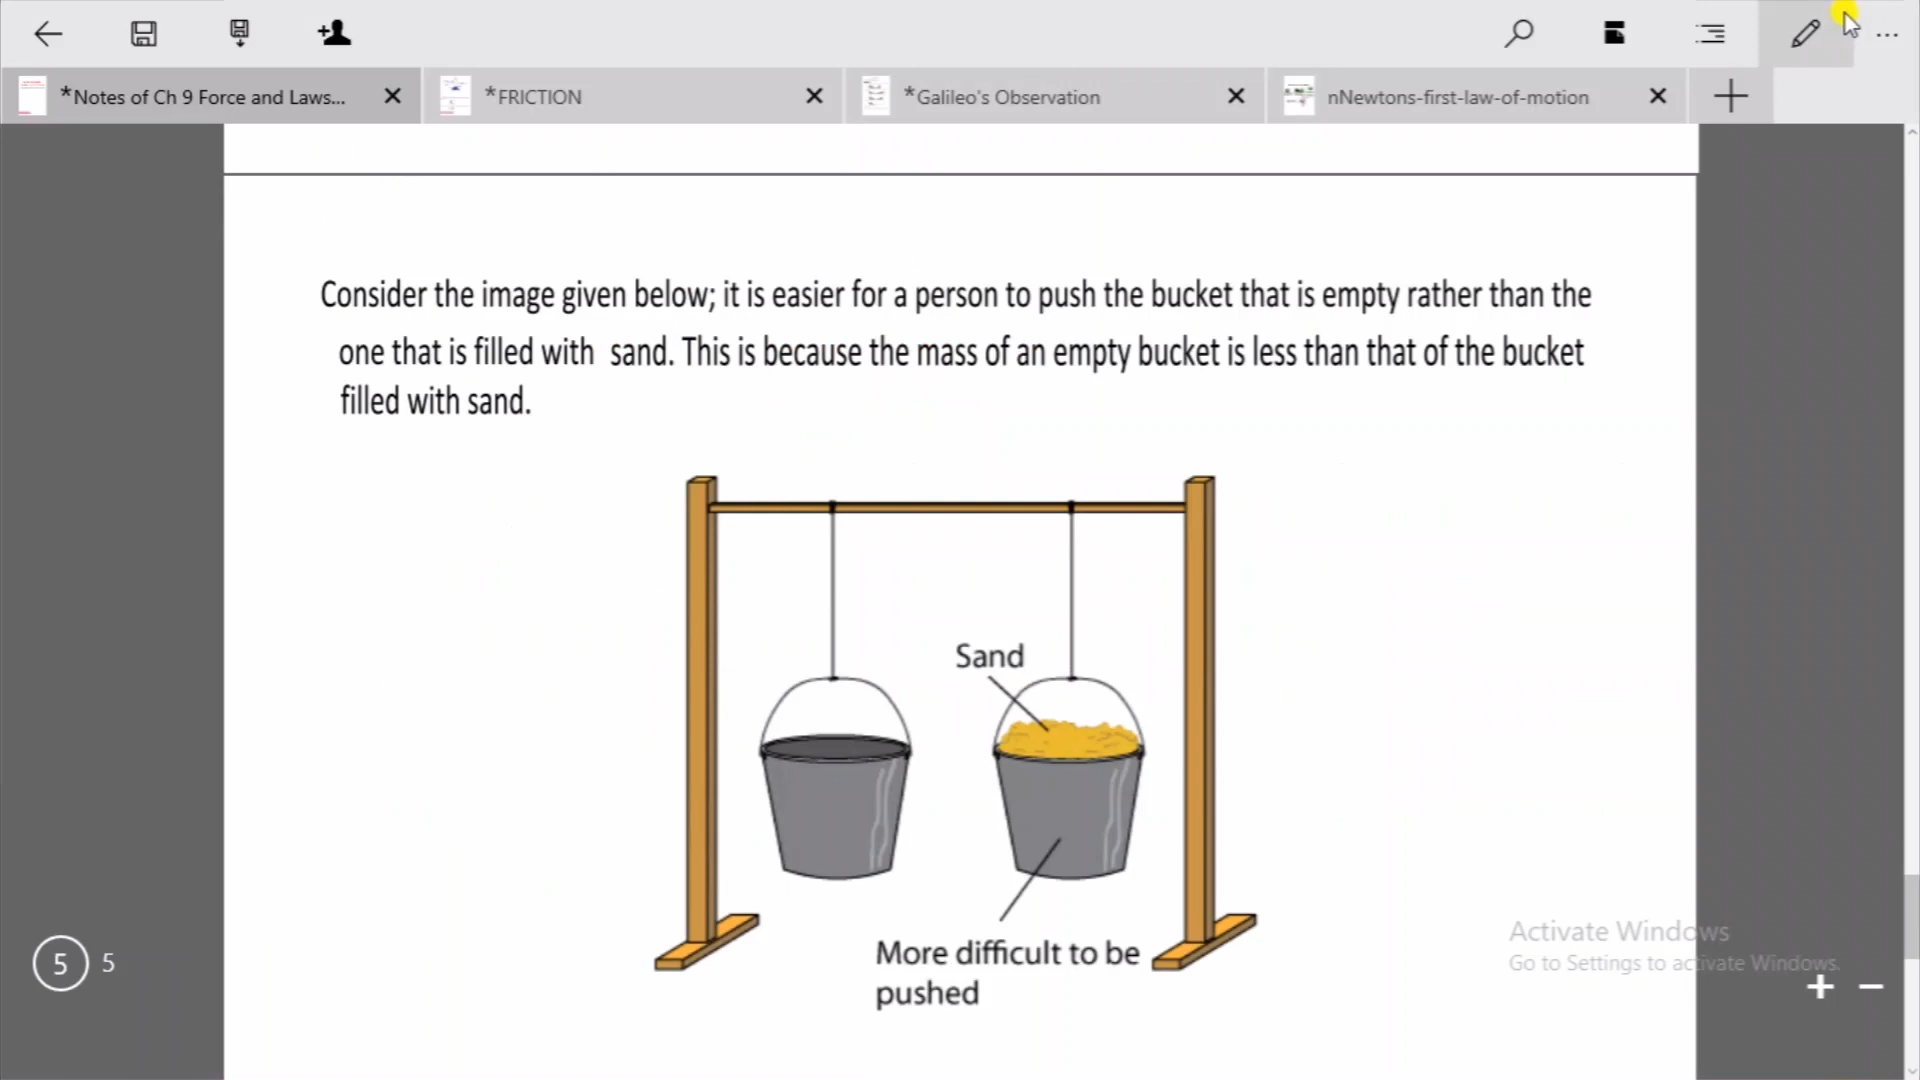 *Notes of Ch 9 Force and Laws...
*FRICTION
*Galileo's Observation
nNewtons-first-law-of-motion
Consider the image given below; it is easier for a person to push the bucket that is empty rather than the
one that is filled with sand. This is because the mass of an empty bucket is less than that of the bucket
filled with sand.
Sand
More difficult to be
pushed
5 5
Activate Windows
Go to Settings to activate Windows.